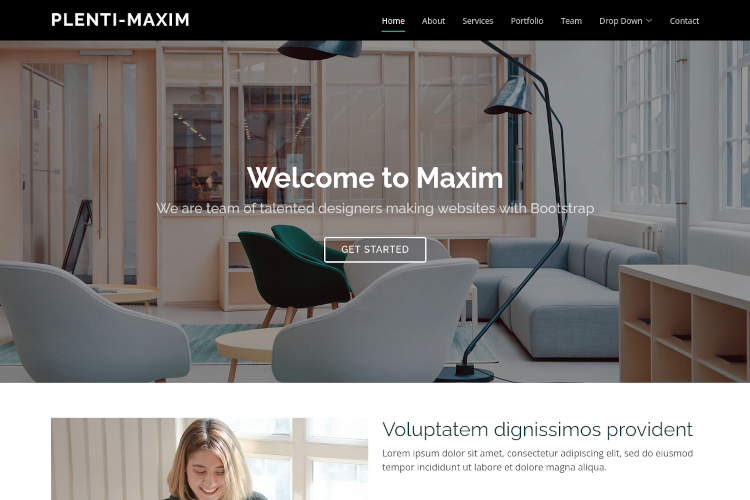 PLENTI-MAXIM
Home About Services Portfolio Team Drop Down Contact
Welcome to Maxim
We are team of talented designers making websites with Bootstrap
GET STARTED
Voluptatem dignissimos provident
Lorem ipsum dolor sit amet, consectetur adipiscing elit, sed do eiusmod
tempor incididunt ut labore et dolore magna aliqua.